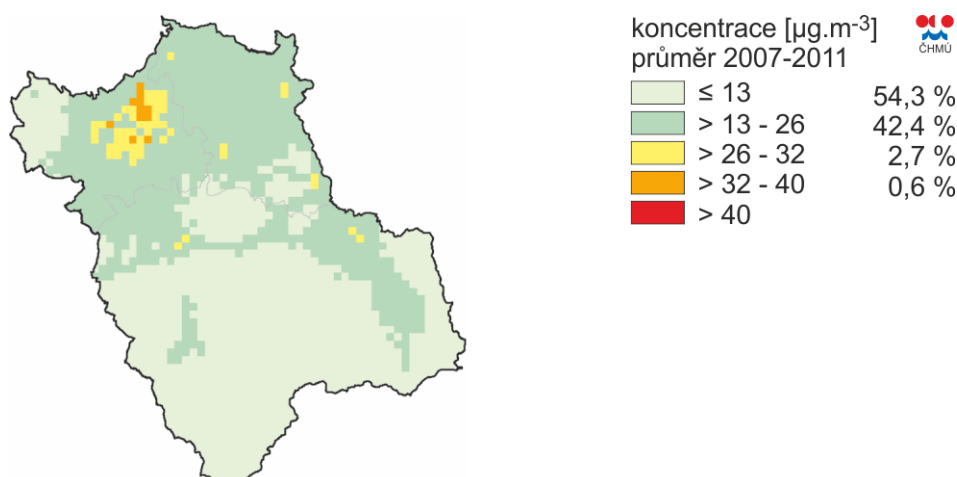 koncentrace [µg.m-3]
ČHMÚ
průměr 2007-2011
≤ 13 54,3 %
> 13 - 26 42,4 %
> 26 - 32 2,7 %
> 32 - 40 0,6 %
> 40